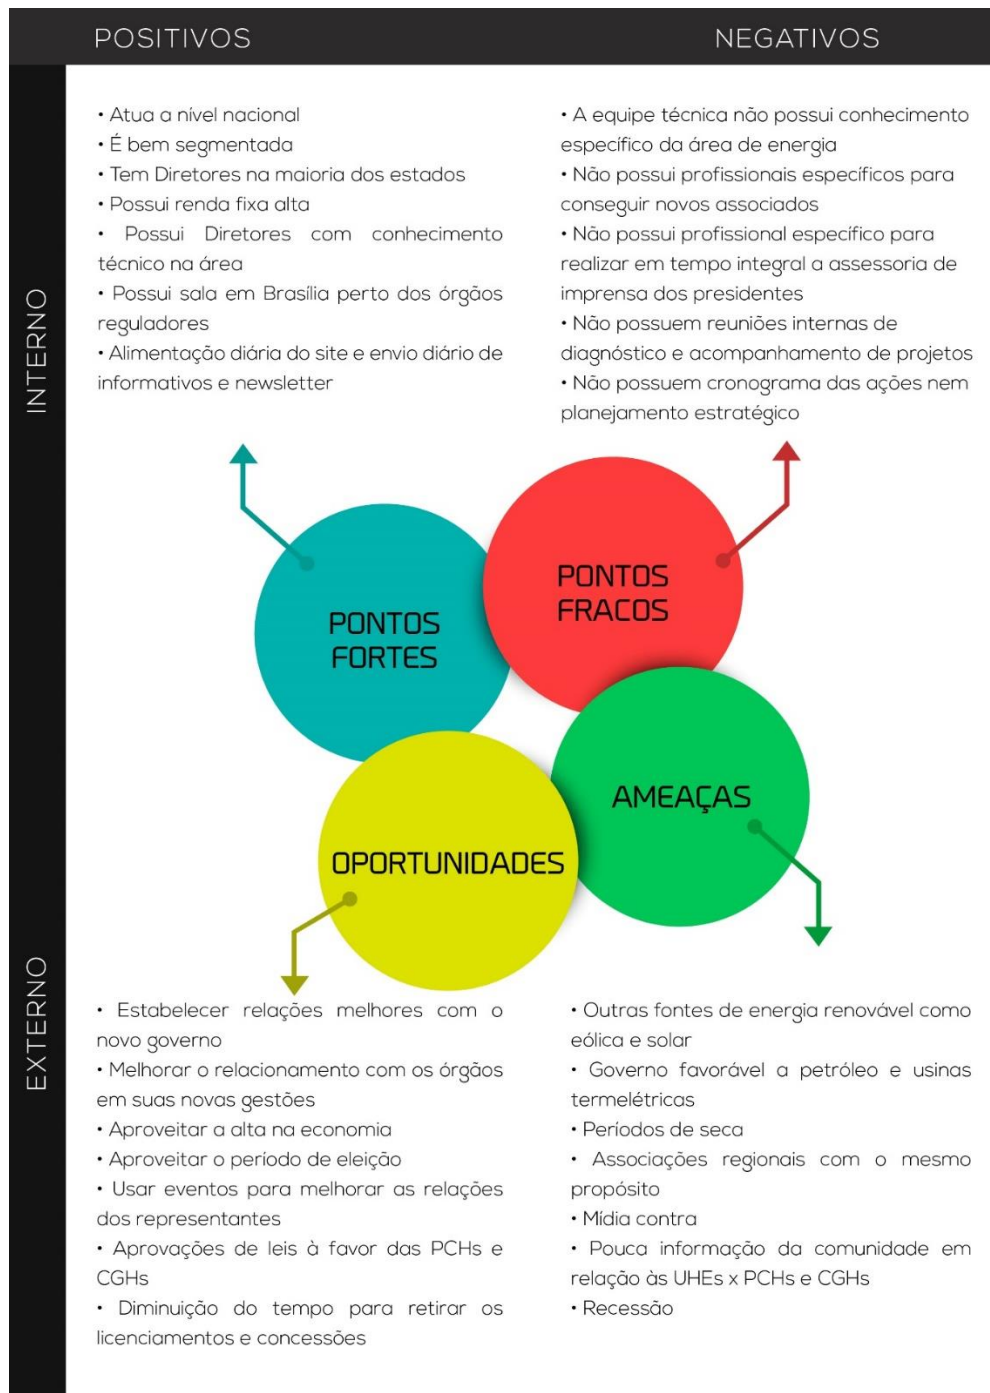 POSITIVOS
NEGATIVOS
INTERNO
• Atua a nível nacional
• É bem segmentada
• Tem Diretores na maioria dos estados
• Possui renda fixa alta
• Possui Diretores com conhecimento
técnico na área
• Possui sala em Brasília perto dos órgãos
reguladores
• Alimentação diária do site e envio diário de
informativos e newsletter
• A equipe técnica não possui conhecimento
específico da área de energia
• Não possui profissionais específicos para
conseguir novos associados
• Não possui profissional específico para
realizar em tempo integral a assessoria de
imprensa dos presidentes
• Não possuem reuniões internas de
diagnóstico e acompanhamento de projetos
• Não possuem cronograma das ações nem
planejamento estratégico
PONTOS
FORTES
PONTOS
FRACOS
OPORTUNIDADES
AMEAÇAS
EXTERNO
• Estabelecer relações melhores com o
novo governo
• Melhorar o relacionamento com os órgãos
em suas novas gestões
• Aproveitar a alta na economia
• Aproveitar o período de eleição
• Usar eventos para melhorar as relações
dos representantes
• Aprovações de leis à favor das PCHs e
CGHs
• Diminuição do tempo para retirar os
licenciamentos e concessões
• Outras fontes de energia renovável como
eólica e solar
• Governo favorável a petróleo e usinas
termelétricas
• Períodos de seca
• Associações regionais com o mesmo
propósito
• Mídia contra
• Pouca informação da comunidade em
relação às UHEs x PCHs e CGHs
• Recessão